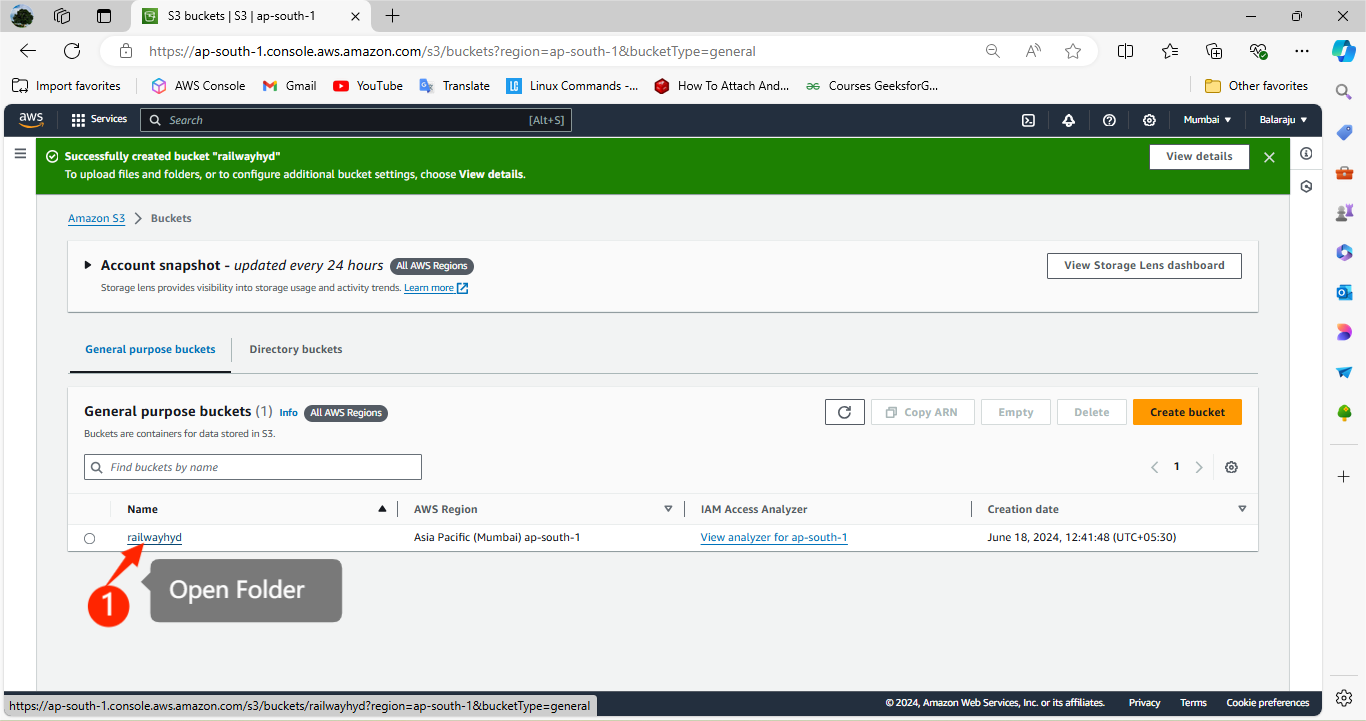 S3 buckets | S3 | ap-south-1
https://ap-south-1.console.aws.amazon.com/s3/buckets?region=ap-south-1&bucketType=general
Import favorites AWS Console Gmail YouTube Translate Linux Commands -... How To Attach And... Courses GeeksforG... Other favorites
aws Services Search [Alt+S] Mumbai Balaraju
Successfully created bucket "railwayhyd"
To upload files and folders, or to configure additional bucket settings, choose View details.
View details
Amazon S3 Buckets
Account snapshot - updated every 24 hours All AWS Regions
Storage lens provides visibility into storage usage and activity trends. Learn more
View Storage Lens dashboard
General purpose buckets Directory buckets
General purpose buckets (1) Info All AWS Regions
Buckets are containers for data stored in S3.
Copy ARN Empty Delete Create bucket
Find buckets by name
1
Name AWS Region IAM Access Analyzer Creation date
railwayhyd Asia Pacific (Mumbai) ap-south-1 View analyzer for ap-south-1 June 18, 2024, 12:41:48 (UTC+05:30)
1 Open Folder
https://ap-south-1.console.aws.amazon.com/s3/buckets/railwayhyd?region=ap-south-1&bucketType=general
© 2024, Amazon Web Services, Inc. or its affiliates. Privacy Terms Cookie preferences